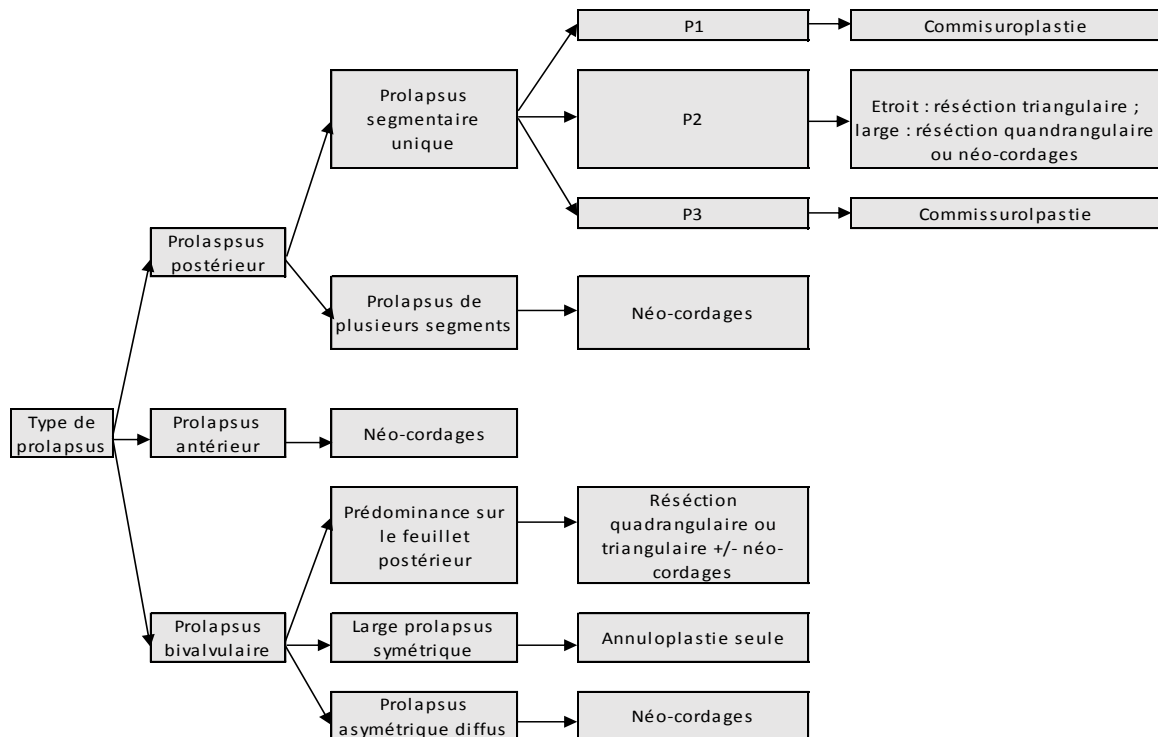 P1
Commisuroplastie
Prolapsus
segmentaire
unique
P2
Etroit : réséction triangulaire ;
large : réséction quandrangulaire
ou néo-cordages
P3
Commissurolpastie
Prolaspsus
postérieur
Prolapsus de
plusieurs segments
Néo-cordages
Type de
prolapsus
Prolapsus
antérieur
Néo-cordages
Prédominance sur
le feuillet
postérieur
Réséction
quadrangulaire ou
triangulaire +/- néo-
cordages
Prolapsus
bivalvulaire
Large prolapsus
symétrique
Annuloplastie seule
Prolapsus
asymétrique diffus
Néo-cordages